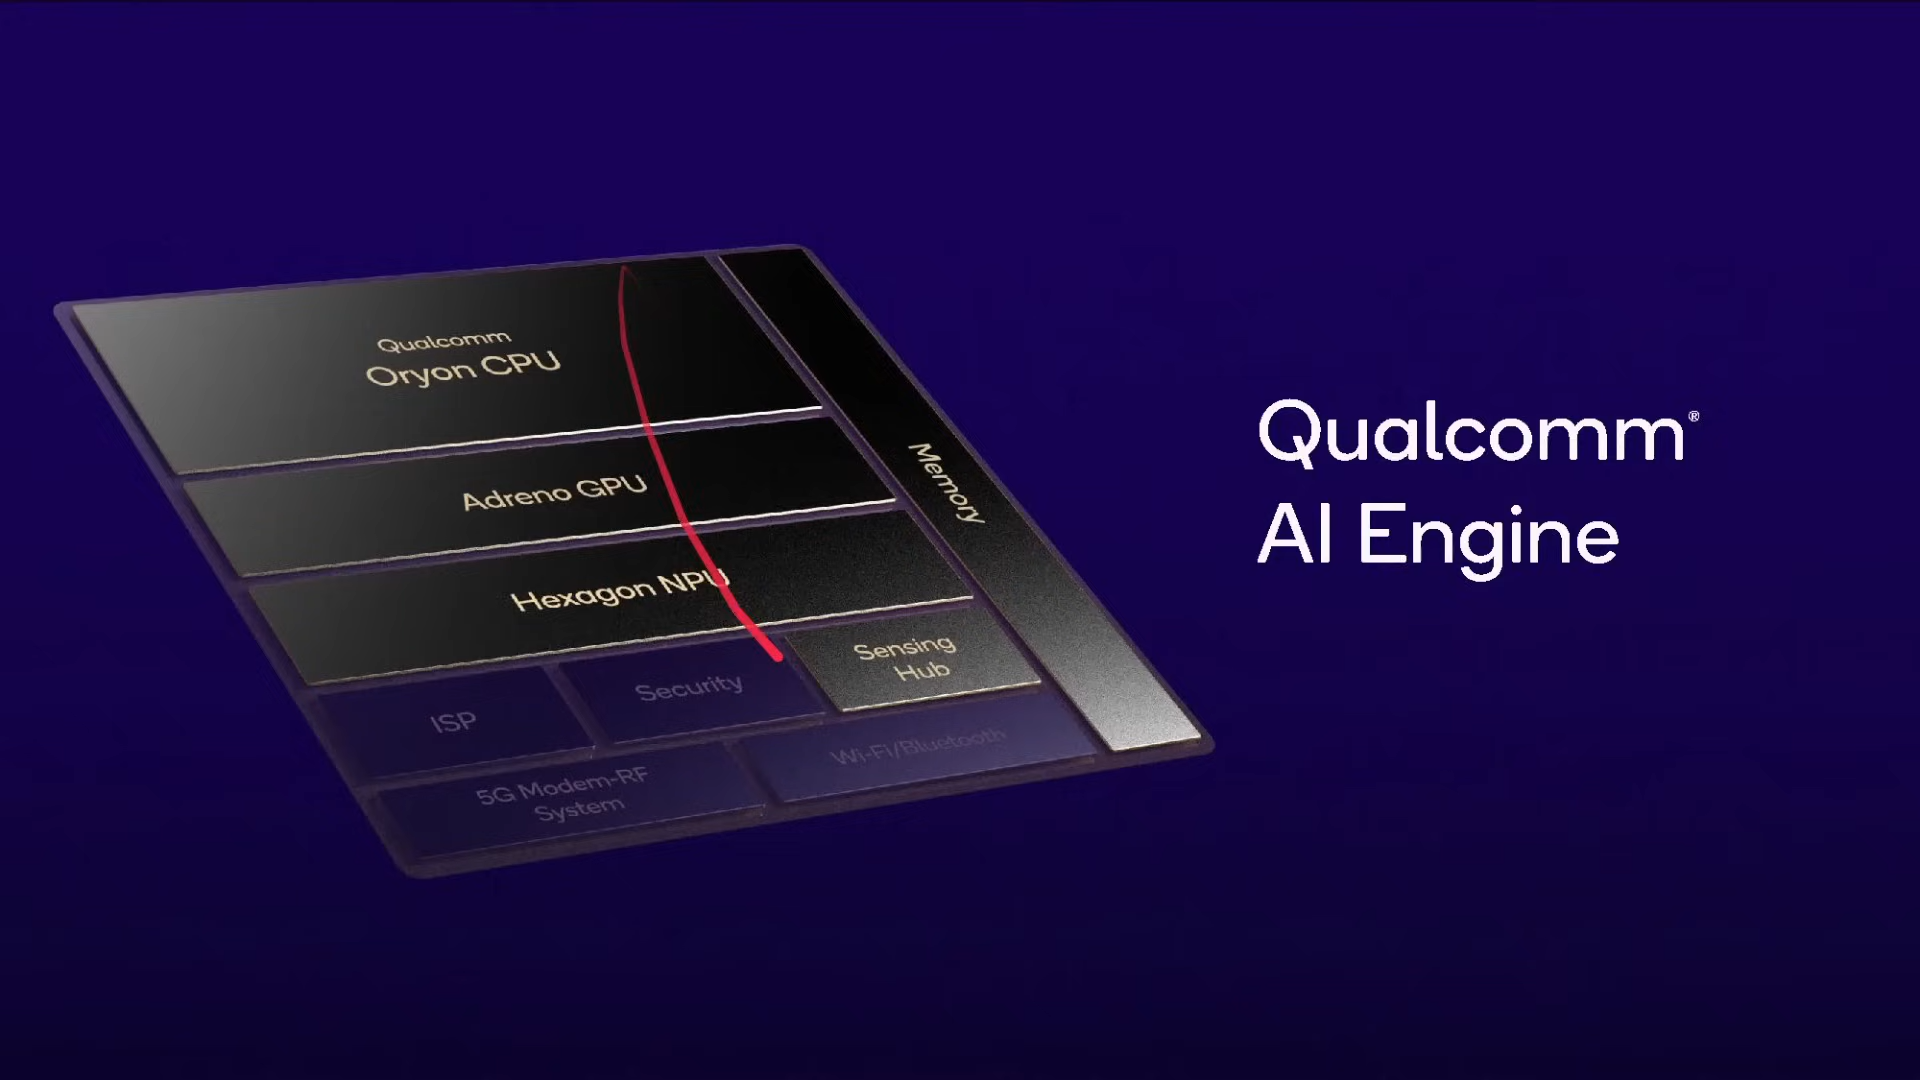 Qualcomm
Oryon CPU
Adreno GPU
Hexagon NPU
Memory
Sensing
Hub
ISP
Security
5G Modem-RF
System
Wi-Fi/Bluetooth
Qualcomm®
AI Engine